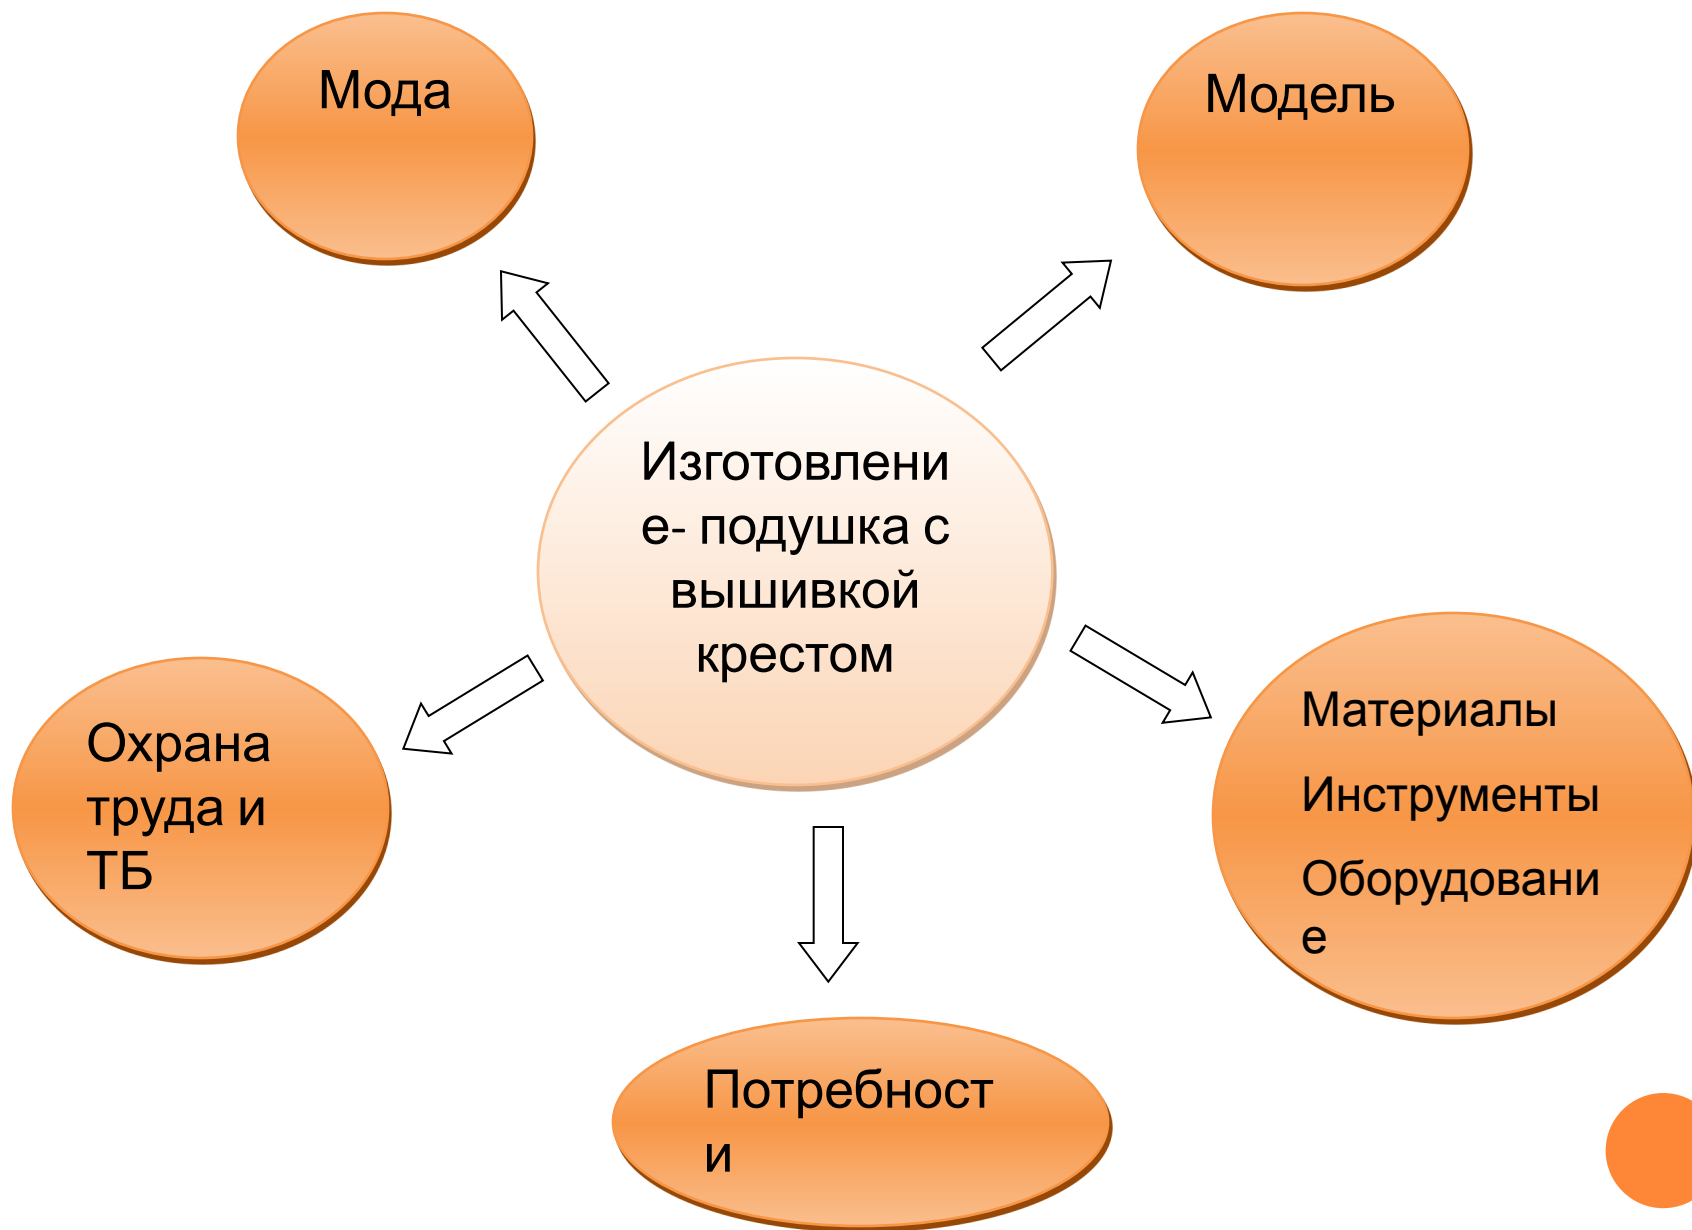 Мода
Модель
Изготовлени
е- подушка с
вышивкой
крестом
Охрана
труда и
ТБ
Материалы
Инструменты
Оборудовани
е
Потребност
и